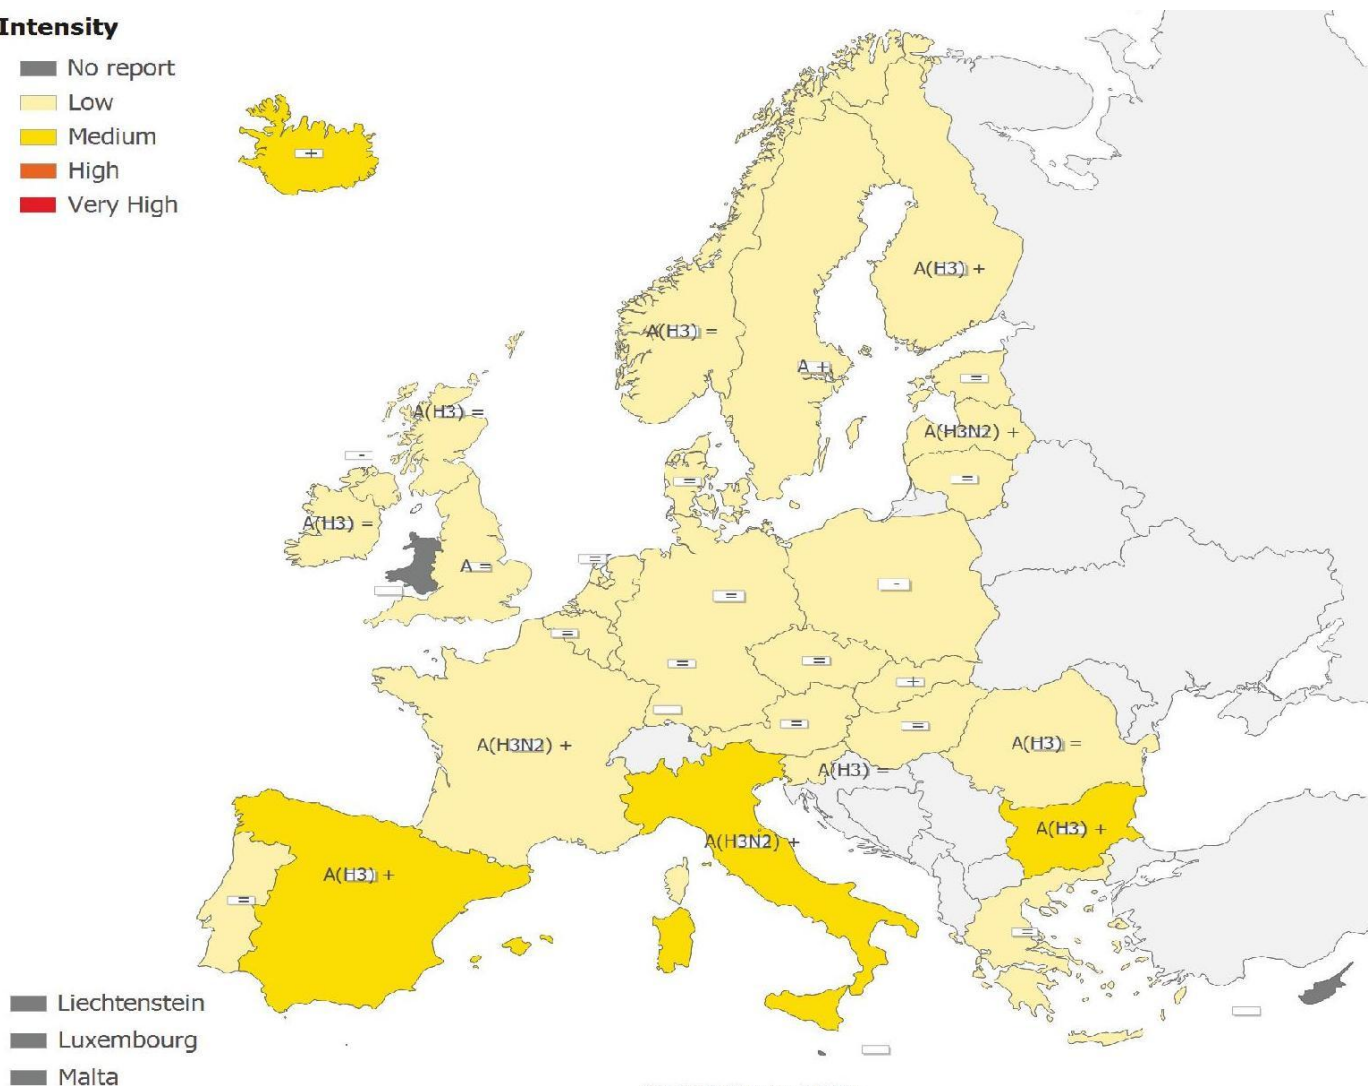 Intensity
No report
Low
Medium
High
Very High
+
A(H3) +
A(H3) =
A +
=
A(H3) =
A(H3N2) +
-
=
=
A(H3) =
=
A =
-
=
=
=
=
+
=
=
A(H3N2) +
A(H3) =
A(H3) =
A(H3N2) +
A(H3) +
A(H3) +
=
=
Liechtenstein
Luxembourg
Malta